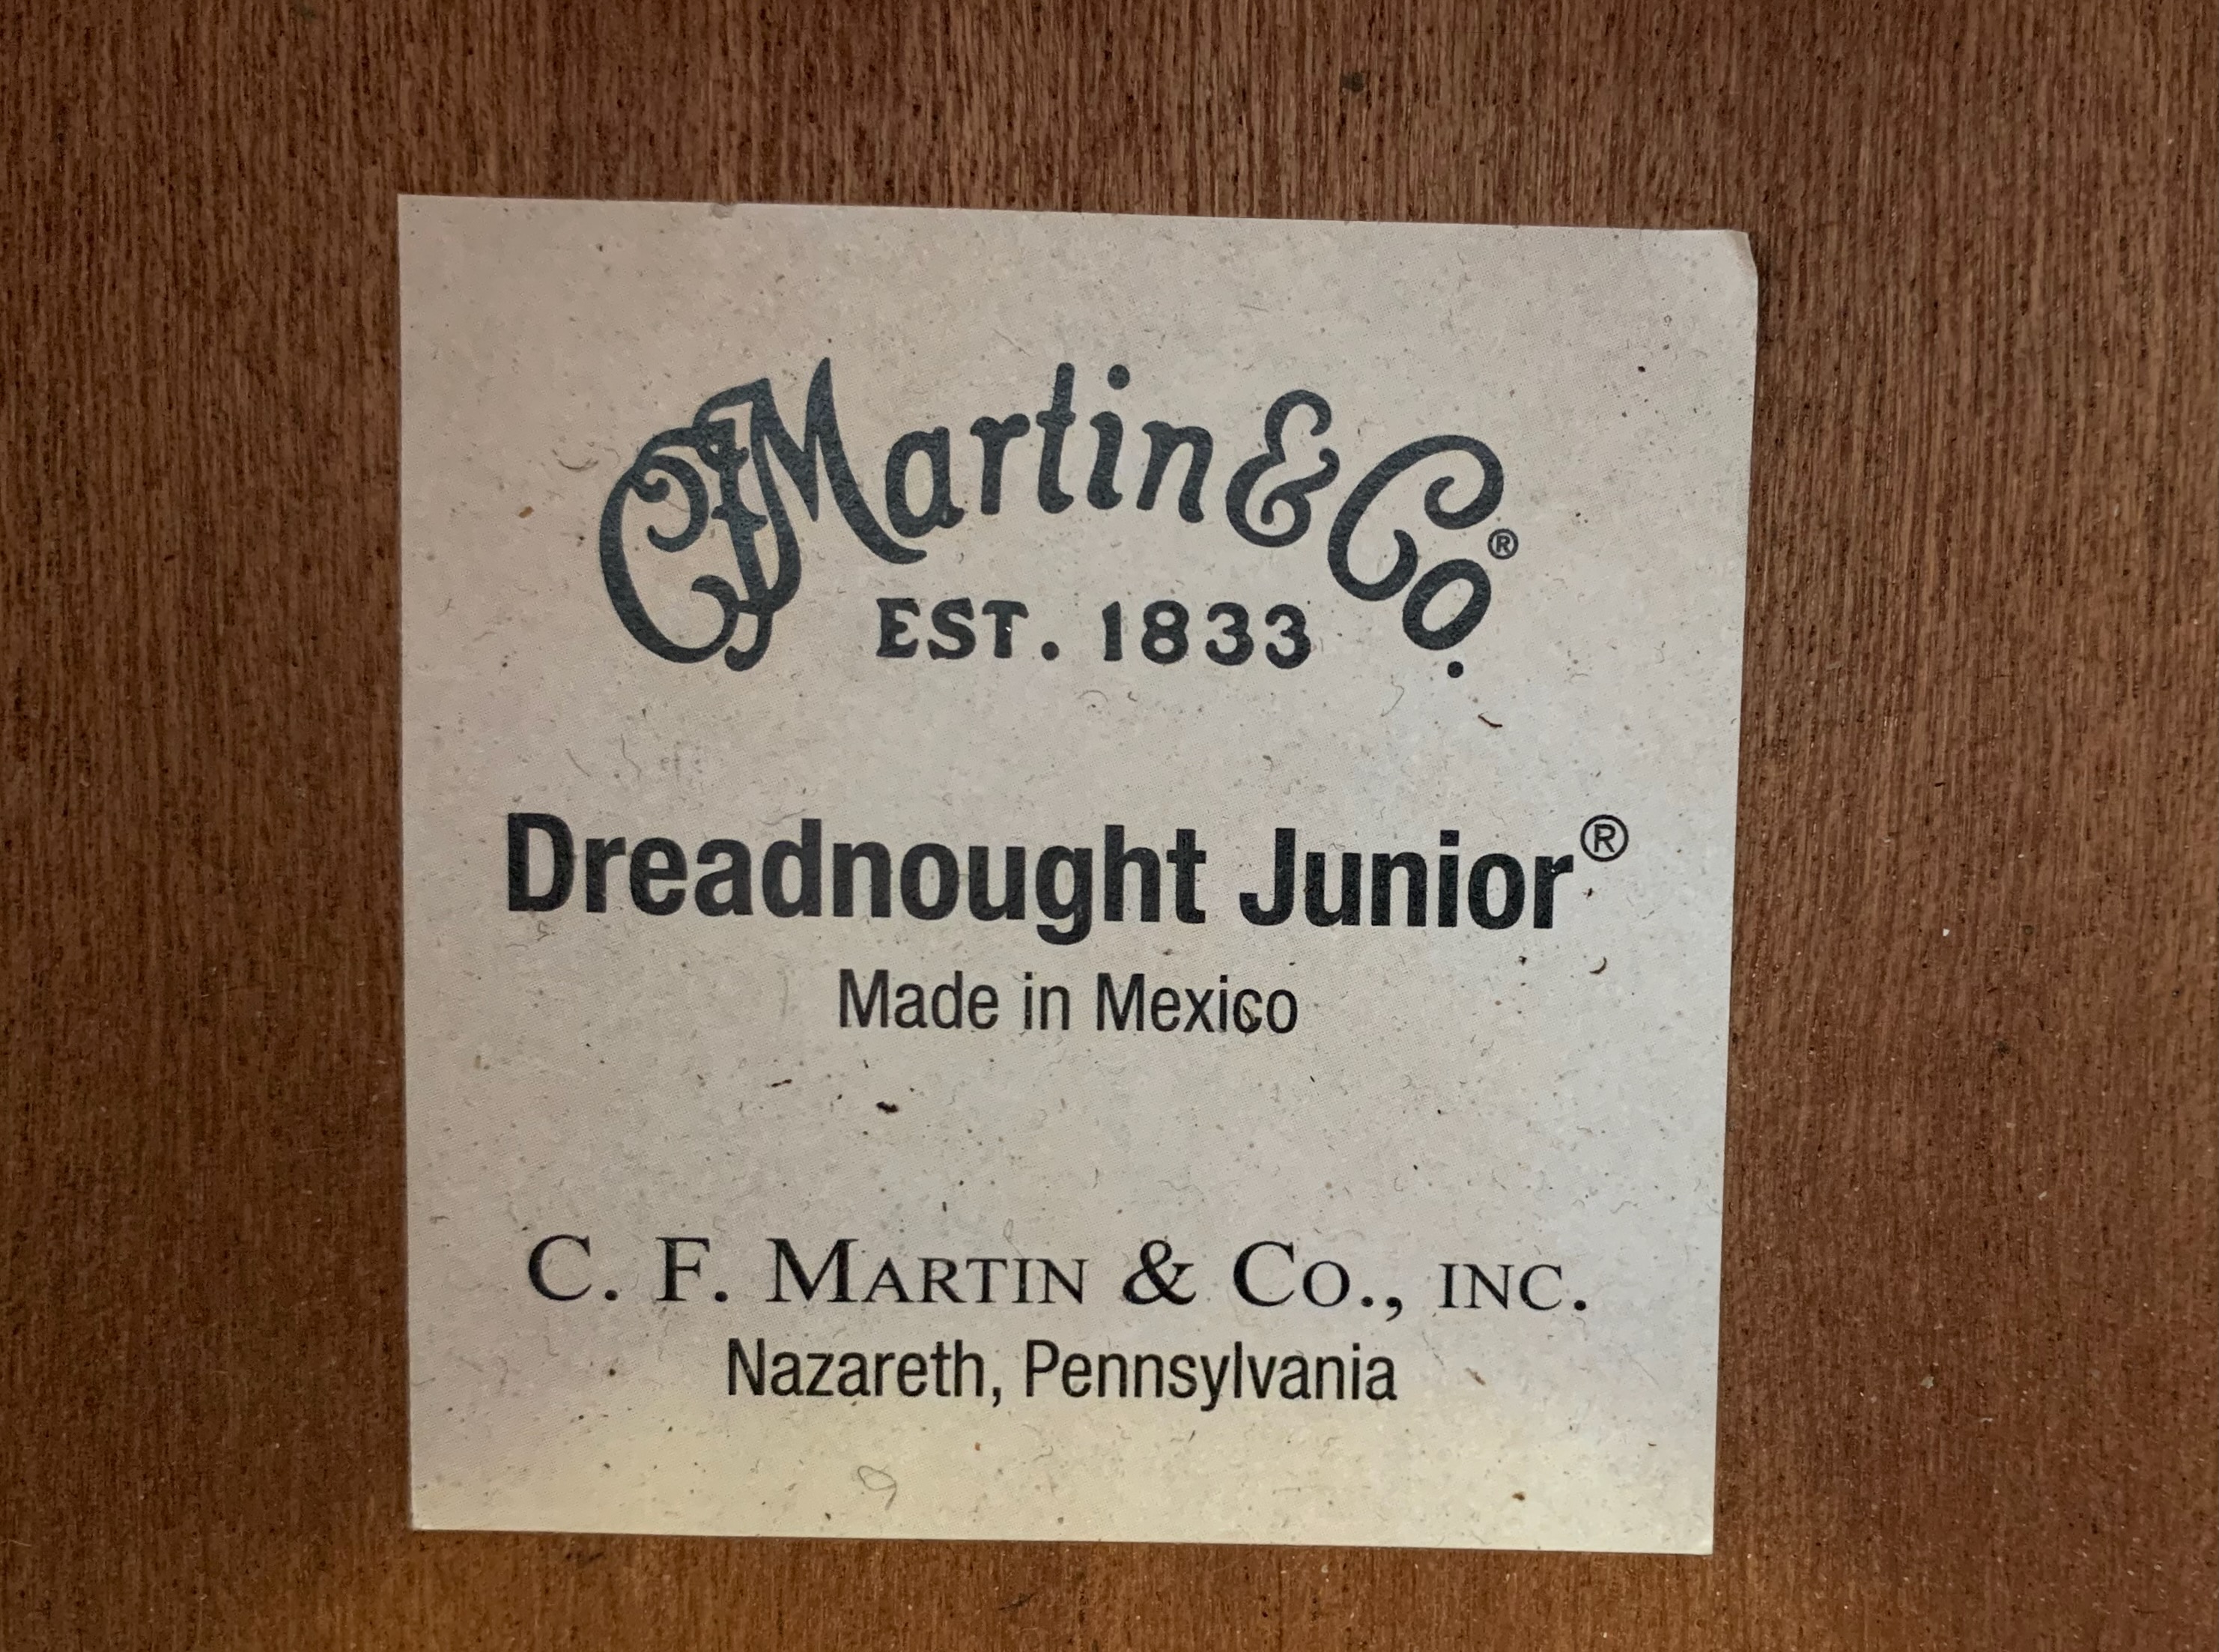 CFMartin & Co.®
EST. 1833
Dreadnought Junior®
Made in Mexico
C. F. MARTIN & CO., INC.
Nazareth, Pennsylvania